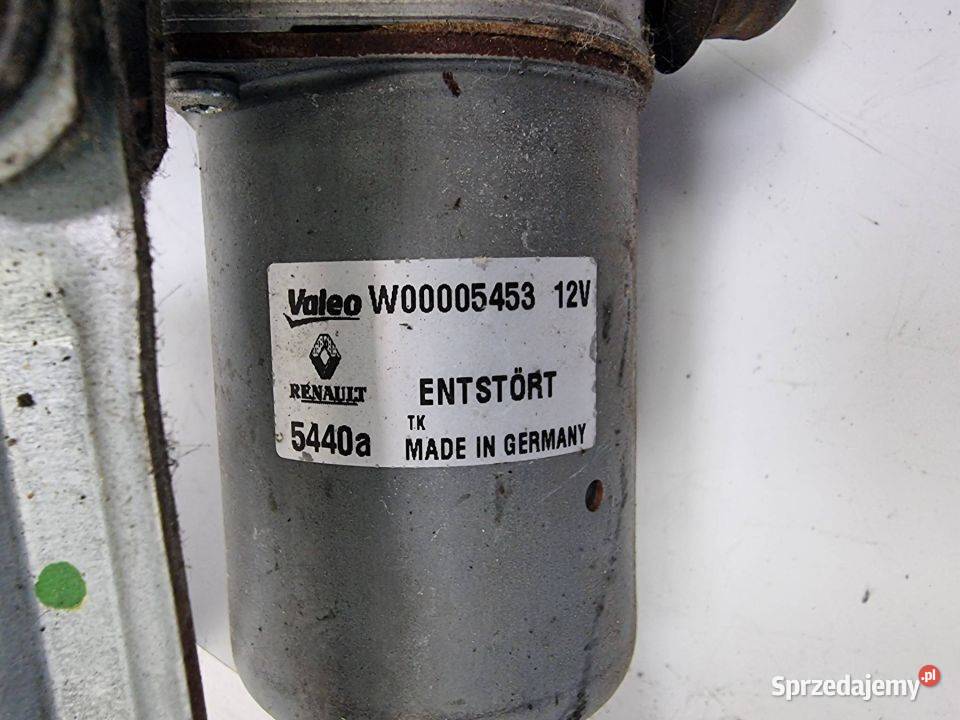 Valeo W00005453 12V
RENAULT
ENTSTÖRT
TK
5440a MADE IN GERMANY
Sprzedajemy.pl